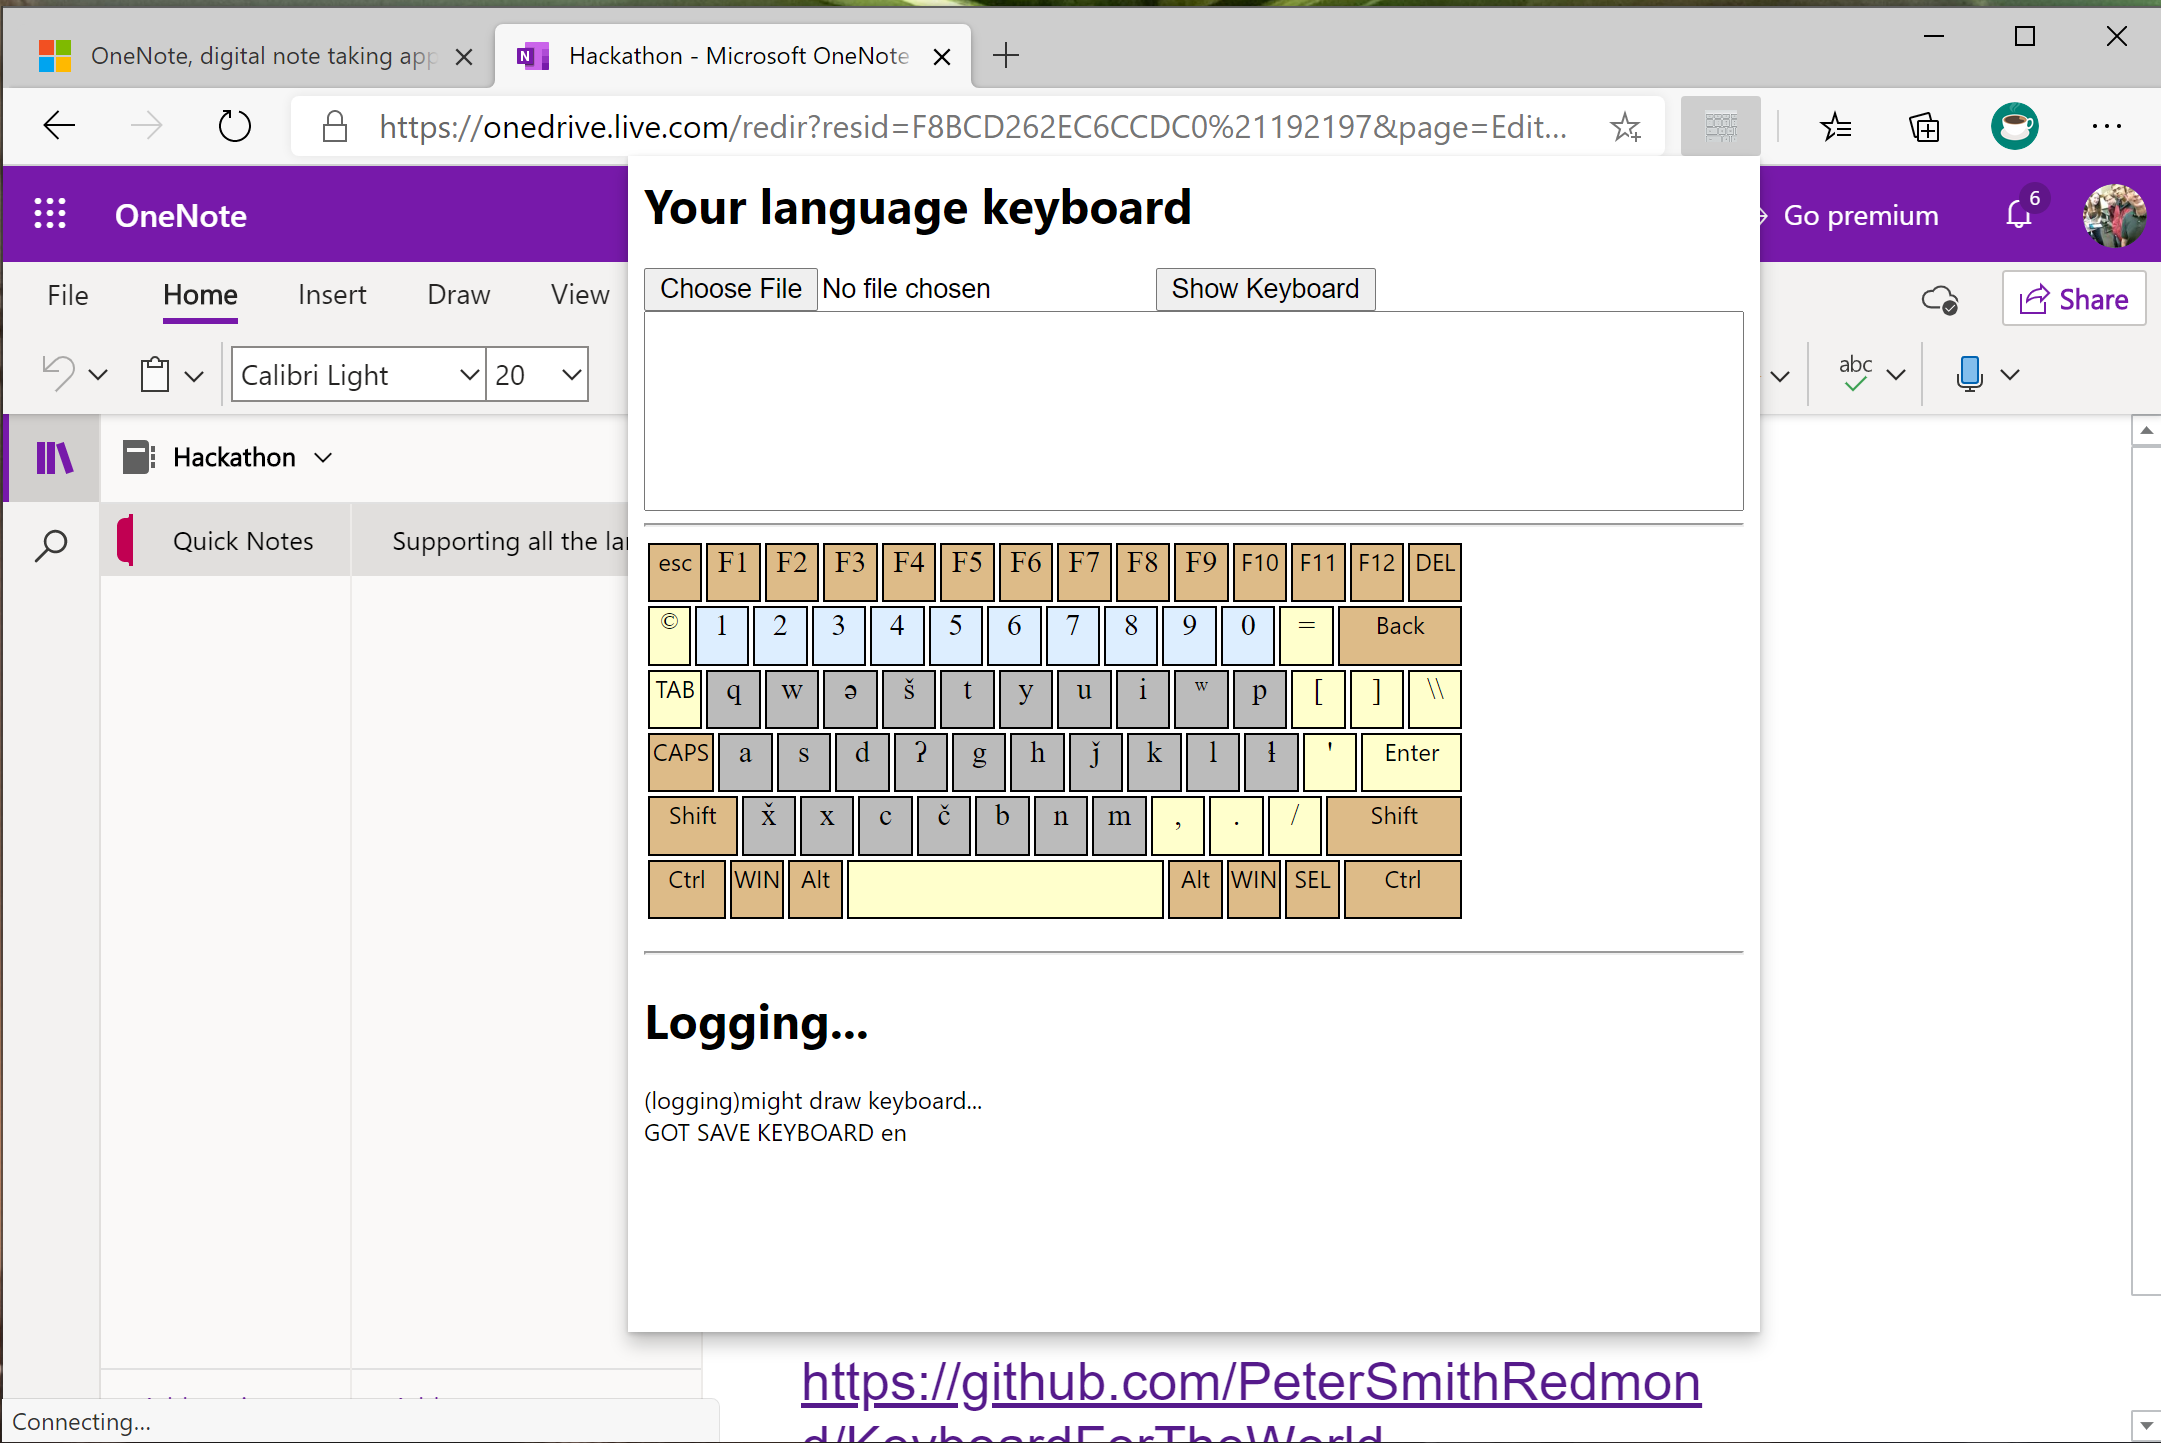 OneNote, digital note taking app
Hackathon - Microsoft OneNote
https://onedrive.live.com/redir?resid=F8BCD262EC6CCDC0%21192197&page=Edit...
OneNote
Go premium
6
Your language keyboard
Choose File No file chosen Show Keyboard
File Home Insert Draw View
Share
Calibri Light 20
abc
Hackathon
Quick Notes
Supporting all the
esc F1 F2 F3 F4 F5 F6 F7 F8 F9 F10 F11 F12 DEL
© 1 2 3 4 5 6 7 8 9 0 = Back
TAB q w ə š t y u i ʷ p [ ] \\
CAPS a s d ʔ g h ǰ k l ɬ ' Enter
Shift x̌ x c č b n m , . / Shift
Ctrl WIN Alt Alt WIN SEL Ctrl
Logging...
(logging)might draw keyboard...
GOT SAVE KEYBOARD en
https://github.com/PeterSmithRedmon
d/KeyboardForTheWorld
Connecting...